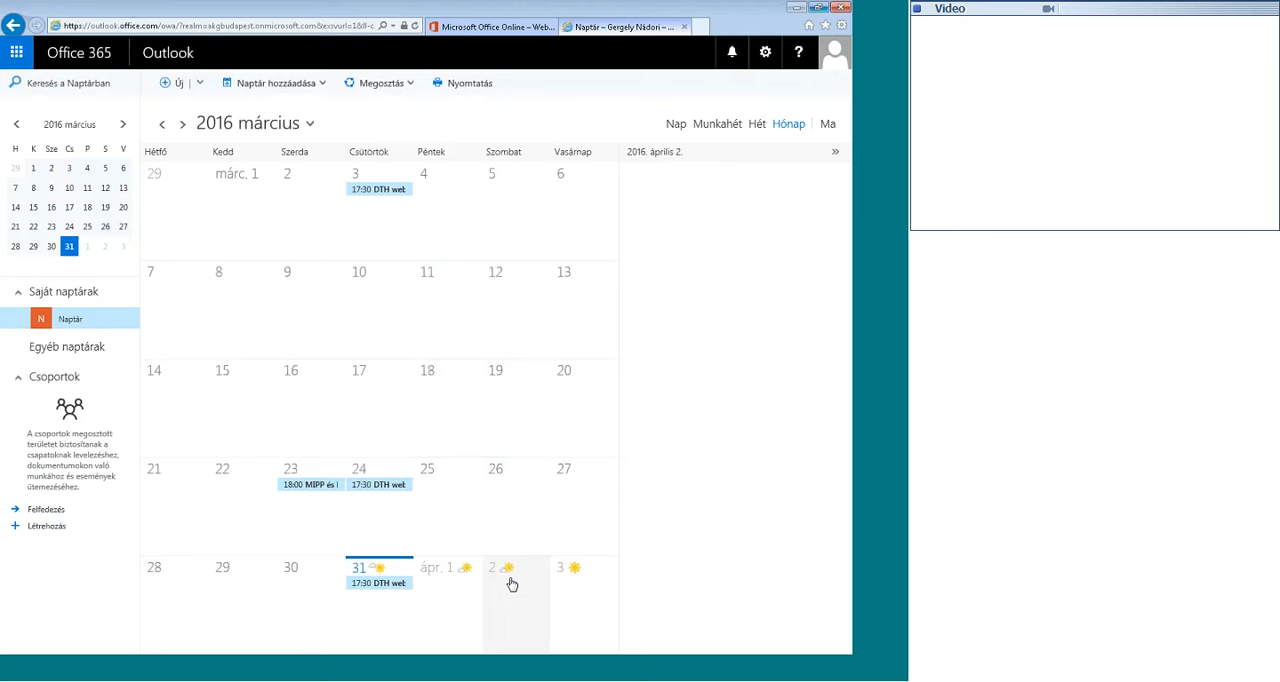 Video
https://outlook.office.com/owa/?realm=akgbudapest.onmicrosoft.com&exsvurl=1&ll-c
Microsoft Office Online – Web...
Naptár – Gergely Nádori – ...
Office 365
Outlook
?
Keresés a Naptárban
Új
Naptár hozzáadása
Megosztás
Nyomtatás
2016 március
2016 március
Nap Munkahét Hét Hónap Ma
H K Sze Cs P S V
29 1 2 3 4 5 6
7 8 9 10 11 12 13
14 15 16 17 18 19 20
21 22 23 24 25 26 27
28 29 30 31 1 2 3
Hétfő Kedd Szerda Csütörtök Péntek Szombat Vasárnap
2016. április 2.
29 márc. 1 2 3 4 5 6
17:30 DTH wel
7 8 9 10 11 12 13
14 15 16 17 18 19 20
21 22 23 24 25 26 27
18:00 MIPP és 17:30 DTH wel
28 29 30 31 ápr. 1 2 3
17:30 DTH wel
Saját naptárak
N Naptár
Egyéb naptárak
Csoportok
A csoportok megosztott
területet biztosítanak a
csapatoknak levelezéshez,
dokumentumokon való
munkához és események
ütemezéséhez.
Felfedezés
Létrehozás